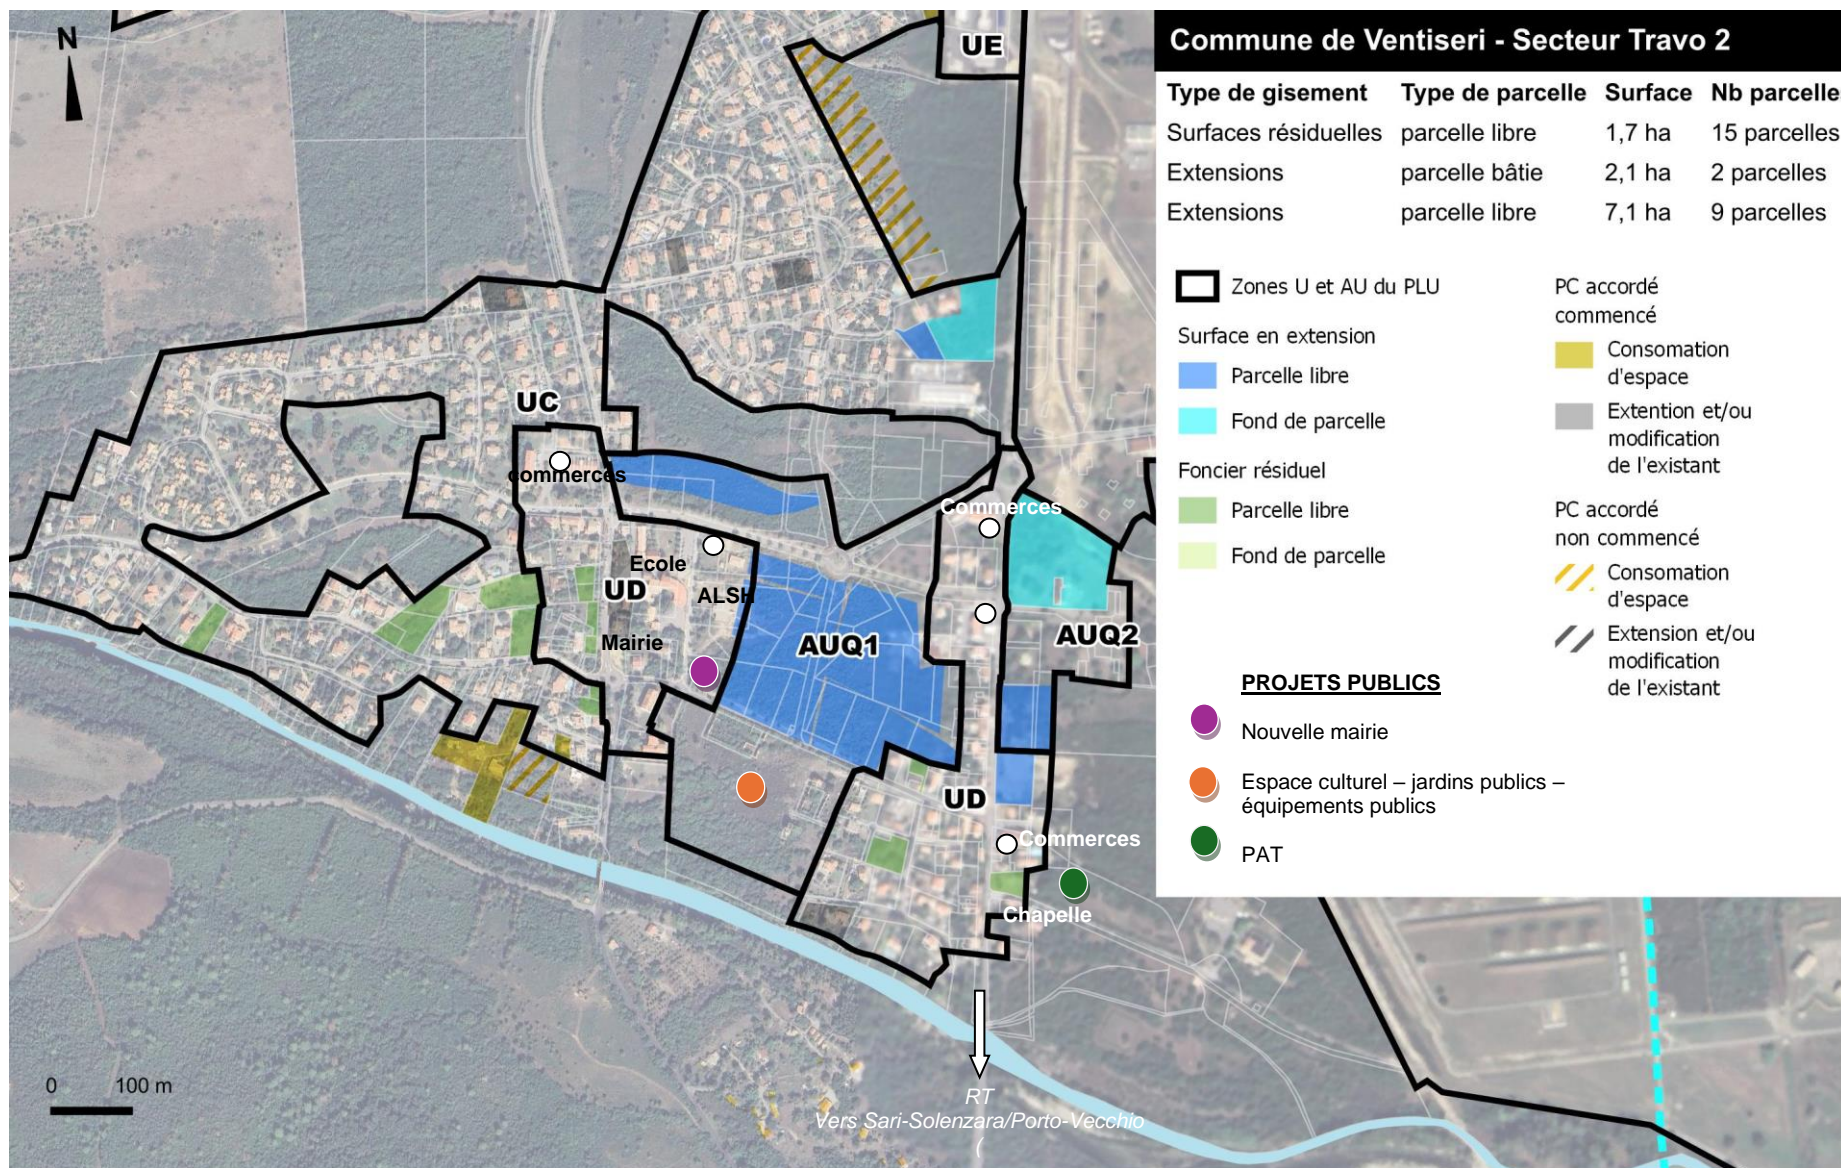 N
UE
Commune de Ventiseri - Secteur Travo 2
Type de gisement Type de parcelle Surface Nb parcelle
Surfaces résiduelles parcelle libre 1,7 ha 15 parcelles
Extensions parcelle bâtie 2,1 ha 2 parcelles
Extensions parcelle libre 7,1 ha 9 parcelles
Zones U et AU du PLU
Surface en extension
Parcelle libre
Fond de parcelle
Foncier résiduel
Parcelle libre
Fond de parcelle
PC accordé
commencé
Consomation
d'espace
Extention et/ou
modification
de l'existant
PC accordé
non commencé
Consomation
d'espace
Extension et/ou
modification
de l'existant
PROJETS PUBLICS
Nouvelle mairie
Espace culturel – jardins publics –
équipements publics
PAT
UC
commerces
Commerces
Ecole
UD
ALSH
Mairie
AUQ1
AUQ2
UD
Commerces
Chapelle
RT
Vers Sari-Solenzara/Porto-Vecchio
(
0 100 m